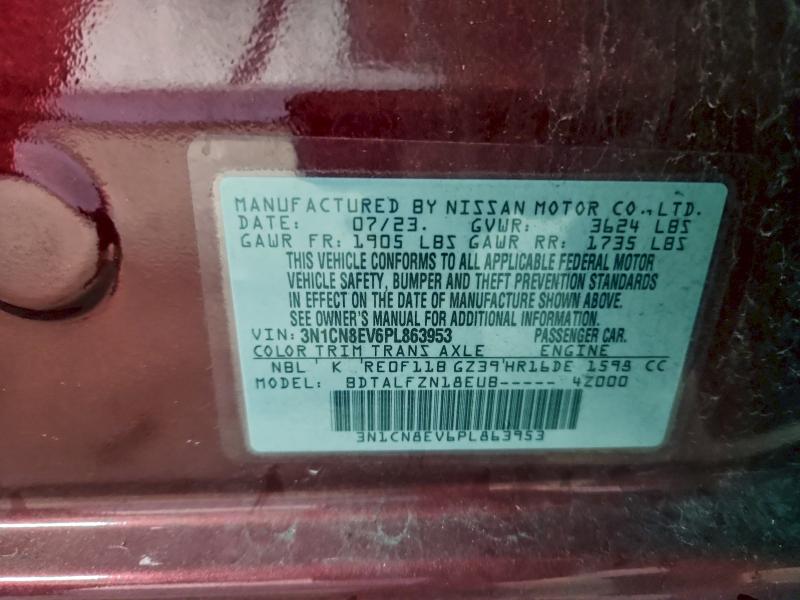 MANUFACTURED BY NISSAN MOTOR CO., LTD.
DATE: 07/23. GVWR: 3624 LBS
GAWR FR: 1905 LBS GAWR RR: 1735 LBS
THIS VEHICLE CONFORMS TO ALL APPLICABLE FEDERAL MOTOR
VEHICLE SAFETY, BUMPER AND THEFT PREVENTION STANDARDS
IN EFFECT ON THE DATE OF MANUFACTURE SHOWN ABOVE.
SEE OWNER'S MANUAL FOR ADDITIONAL INFORMATION.
VIN: 3N1CN8EV6PL863953 PASSENGER CAR.
COLOR TRIM TRANS AXLE ENGINE
NBL K RE0F11B GZ39 HR16DE 1598 CC
MODEL: BDTALFZN18EUB----- 4Z000
3N1CN8EV6PL863953